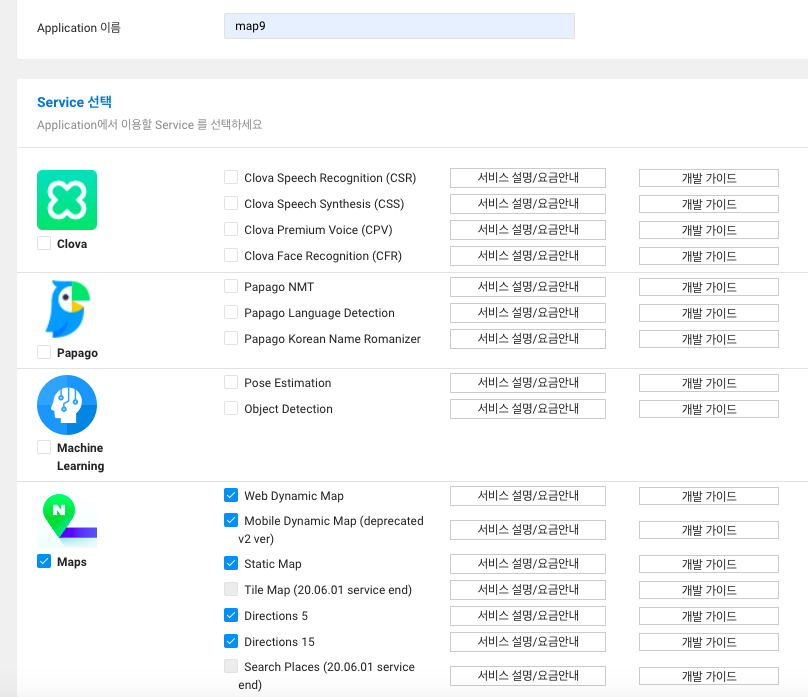 Application 이름
map9
Service 선택
Application에서 이용할 Service 를 선택하세요
Clova
Clova Speech Recognition (CSR) 서비스 설명/요금안내 개발 가이드
Clova Speech Synthesis (CSS) 서비스 설명/요금안내 개발 가이드
Clova Premium Voice (CPV) 서비스 설명/요금안내 개발 가이드
Clova Face Recognition (CFR) 서비스 설명/요금안내 개발 가이드
Papago
Papago NMT 서비스 설명/요금안내 개발 가이드
Papago Language Detection 서비스 설명/요금안내 개발 가이드
Papago Korean Name Romanizer 서비스 설명/요금안내 개발 가이드
Machine
Learning
Pose Estimation 서비스 설명/요금안내 개발 가이드
Object Detection 서비스 설명/요금안내 개발 가이드
N
Maps
Web Dynamic Map 서비스 설명/요금안내 개발 가이드
Mobile Dynamic Map (deprecated
v2 ver) 서비스 설명/요금안내 개발 가이드
Static Map 서비스 설명/요금안내 개발 가이드
Tile Map (20.06.01 service end) 서비스 설명/요금안내 개발 가이드
Directions 5 서비스 설명/요금안내 개발 가이드
Directions 15 서비스 설명/요금안내 개발 가이드
Search Places (20.06.01 service
end) 서비스 설명/요금안내 개발 가이드